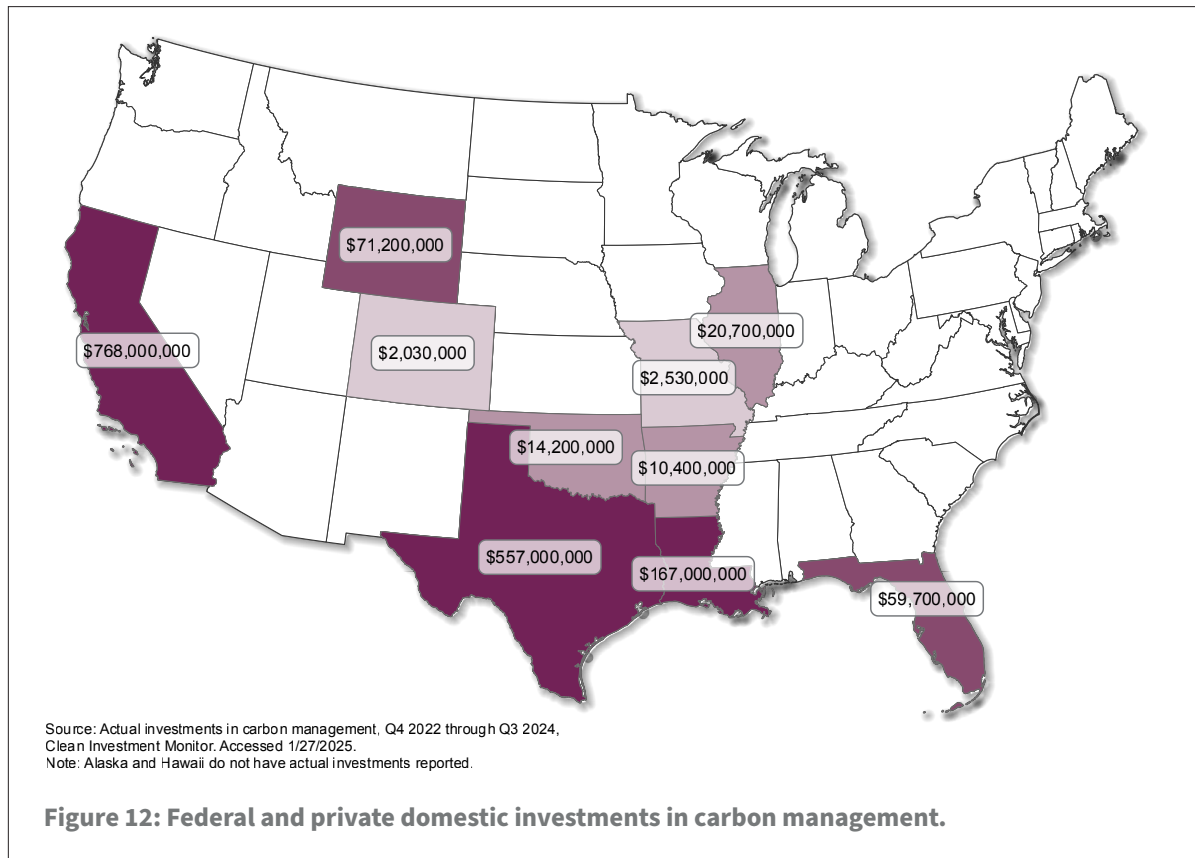 $71,200,000
$20,700,000
$768,000,000
$2,030,000
$2,530,000
$14,200,000
$10,400,000
$557,000,000
$167,000,000
$59,700,000
Source: Actual investments in carbon management, Q4 2022 through Q3 2024,
Clean Investment Monitor. Accessed 1/27/2025.
Note: Alaska and Hawaii do not have actual investments reported.
Figure 12: Federal and private domestic investments in carbon management.